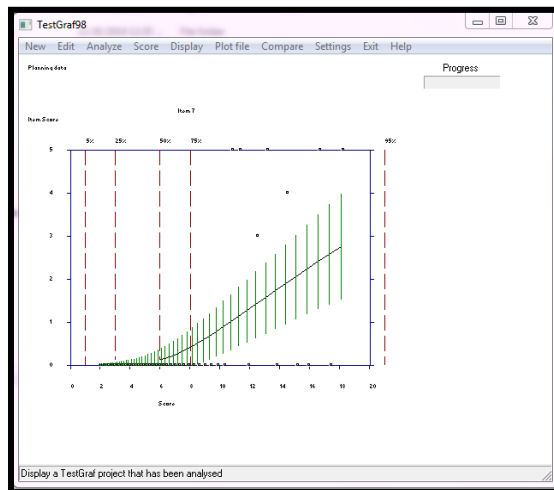 TestGraf98
New Edit Analyze Score Display Plot file Compare Settings Exit Help
Planning data
Progress
Item 7
Item Score
5% 25% 50% 75% 95%
5
4
3
2
1
0
0 2 4 6 8 10 12 14 16 18 20
Score
Display a TestGraf project that has been analysed